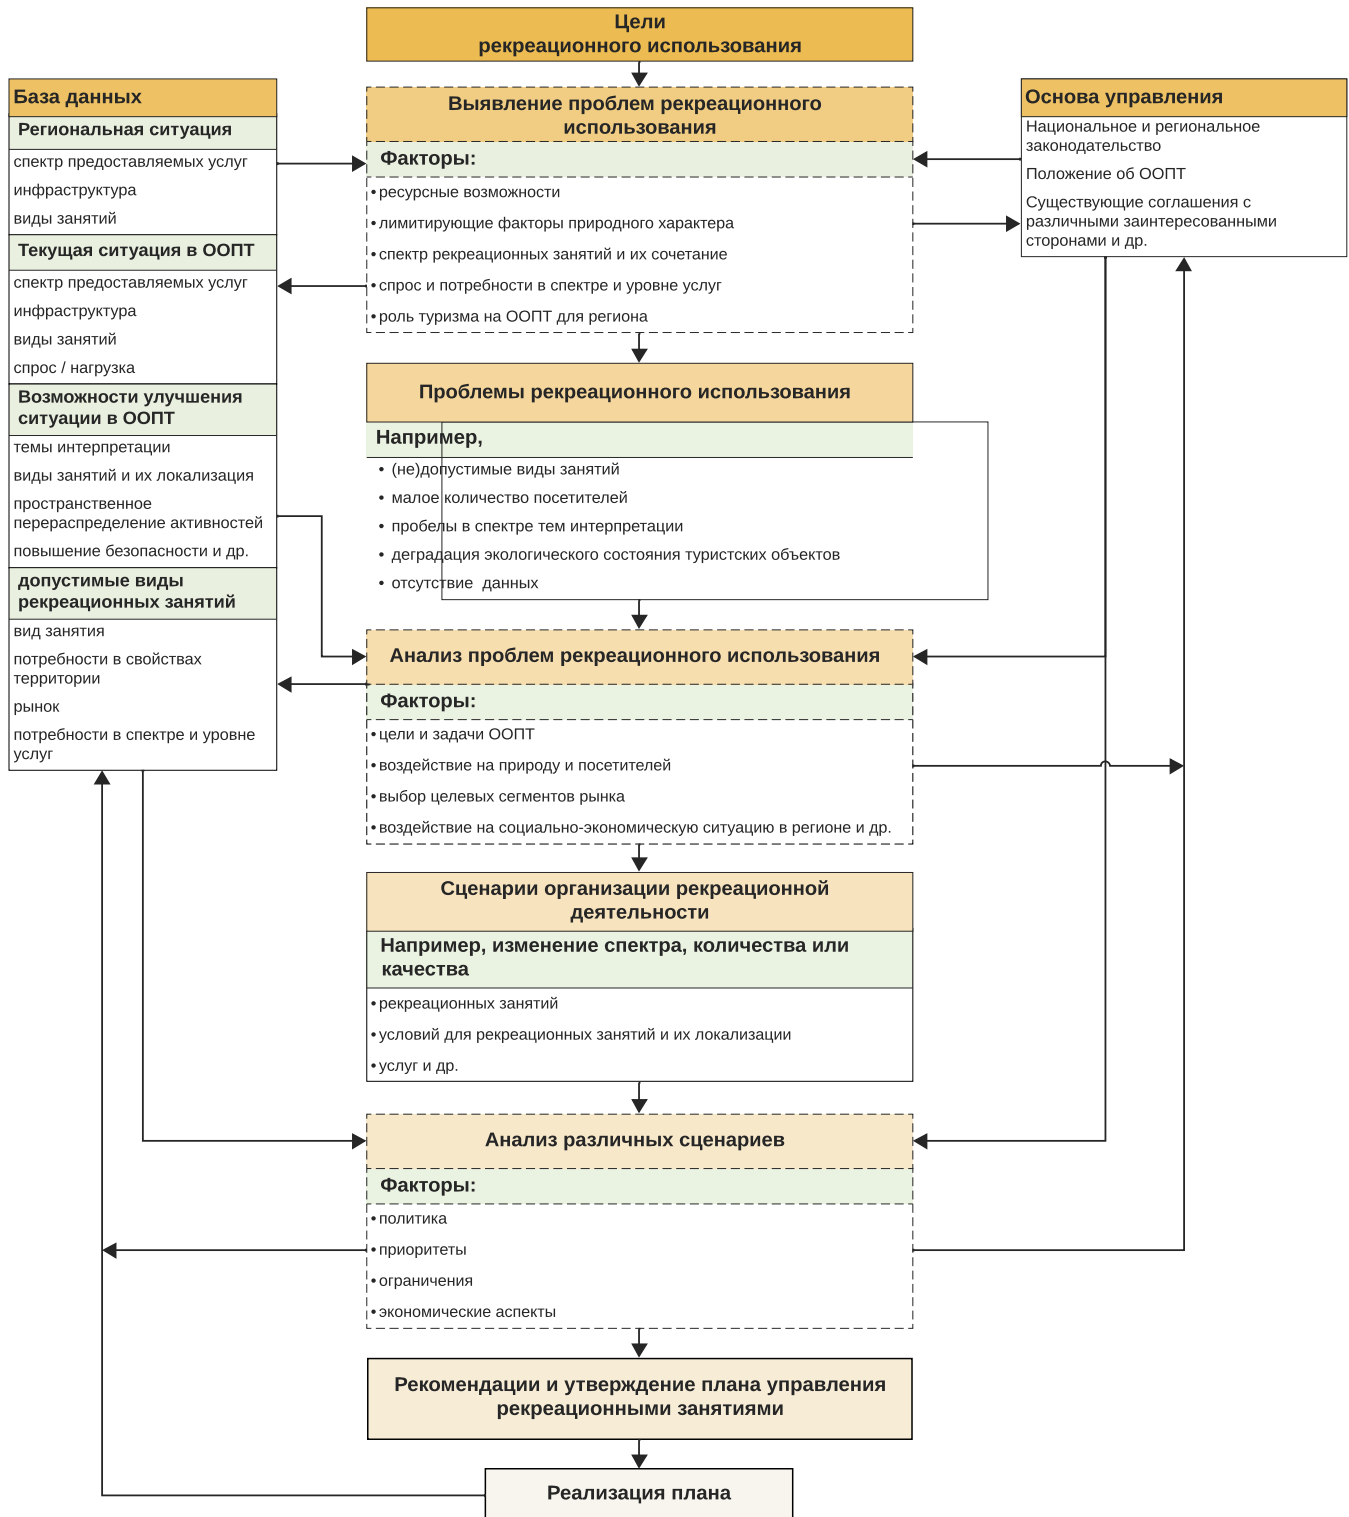 Цели
рекреационного использования
База данных
Региональная ситуация
спектр предоставляемых услуг
инфраструктура
виды занятий
Текущая ситуация в ООПТ
спектр предоставляемых услуг
инфраструктура
виды занятий
спрос / нагрузка
Возможности улучшения
ситуации в ООПТ
темы интерпретации
виды занятий и их локализация
пространственное
перераспределение активностей
повышение безопасности и др.
допустимые виды
рекреационных занятий
вид занятия
потребности в свойствах
территории
рынок
потребности в спектре и уровне
услуг
Выявление проблем рекреационного
использования
Факторы:
• ресурсные возможности
• лимитирующие факторы природного характера
• спектр рекреационных занятий и их сочетание
• спрос и потребности в спектре и уровне услуг
• роль туризма на ООПТ для региона
Основа управления
Национальное и региональное
законодательство
Положение об ООПТ
Существующие соглашения с
различными заинтересованными
сторонами и др.
Проблемы рекреационного использования
Например,
• (не)допустимые виды занятий
• малое количество посетителей
• пробелы в спектре тем интерпретации
• деградация экологического состояния туристских объектов
• отсутствие  данных
Анализ проблем рекреационного использования
Факторы:
• цели и задачи ООПТ
• воздействие на природу и посетителей
• выбор целевых сегментов рынка
• воздействие на социально-экономическую ситуацию в регионе и др.
Сценарии организации рекреационной
деятельности
Например, изменение спектра, количества или
качества
• рекреационных занятий
• условий для рекреационных занятий и их локализации
• услуг и др.
Анализ различных сценариев
Факторы:
• политика
• приоритеты
• ограничения
• экономические аспекты
Рекомендации и утверждение плана управления
рекреационными занятиями
Реализация плана